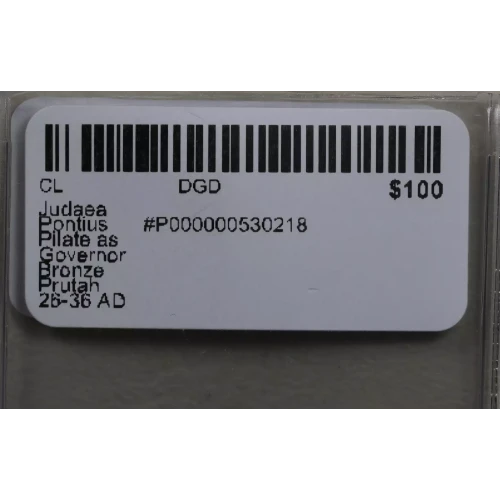 CL DGD $100
Judaea
Pontius #P000000530218
Pilate as
Governor
Bronze
Prutah
26-36 AD